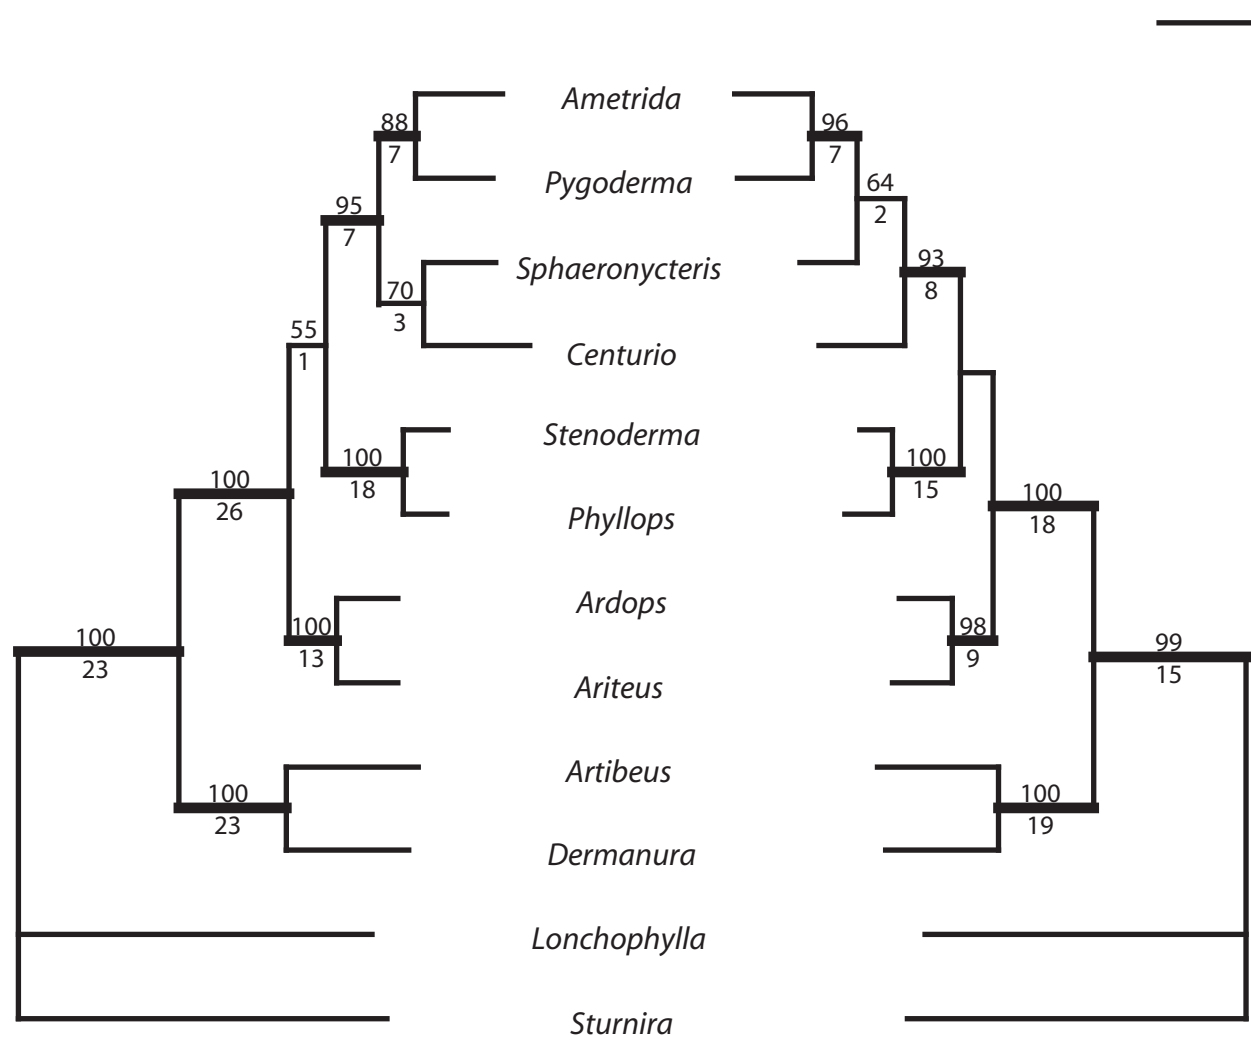 Ametrida
88
96
7
7
Pygoderma
64
95
2
7
Sphaeronycteris
93
70
8
3
55
Centurio
1
Stenoderma
100
100
18
15
100
100
26
Phyllops
18
Ardops
100
98
13
9
100
99
23
15
Ariteus
Artibeus
100
100
23
19
Dermanura
Lonchophylla
Sturnira